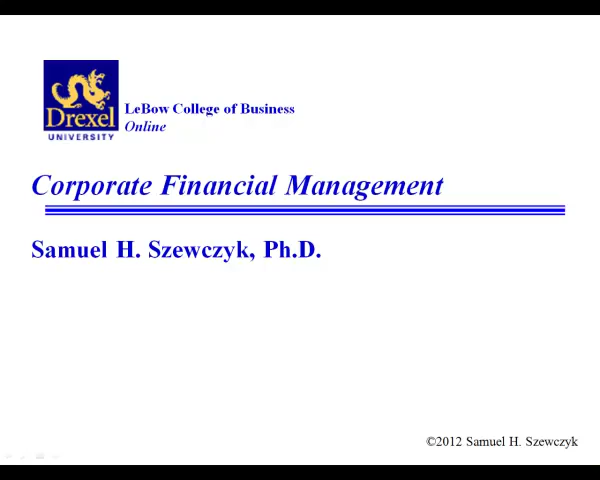 Drexel
UNIVERSITY
LeBow College of Business
Online
Corporate Financial Management
Samuel H. Szewczyk, Ph.D.
©2012 Samuel H. Szewczyk